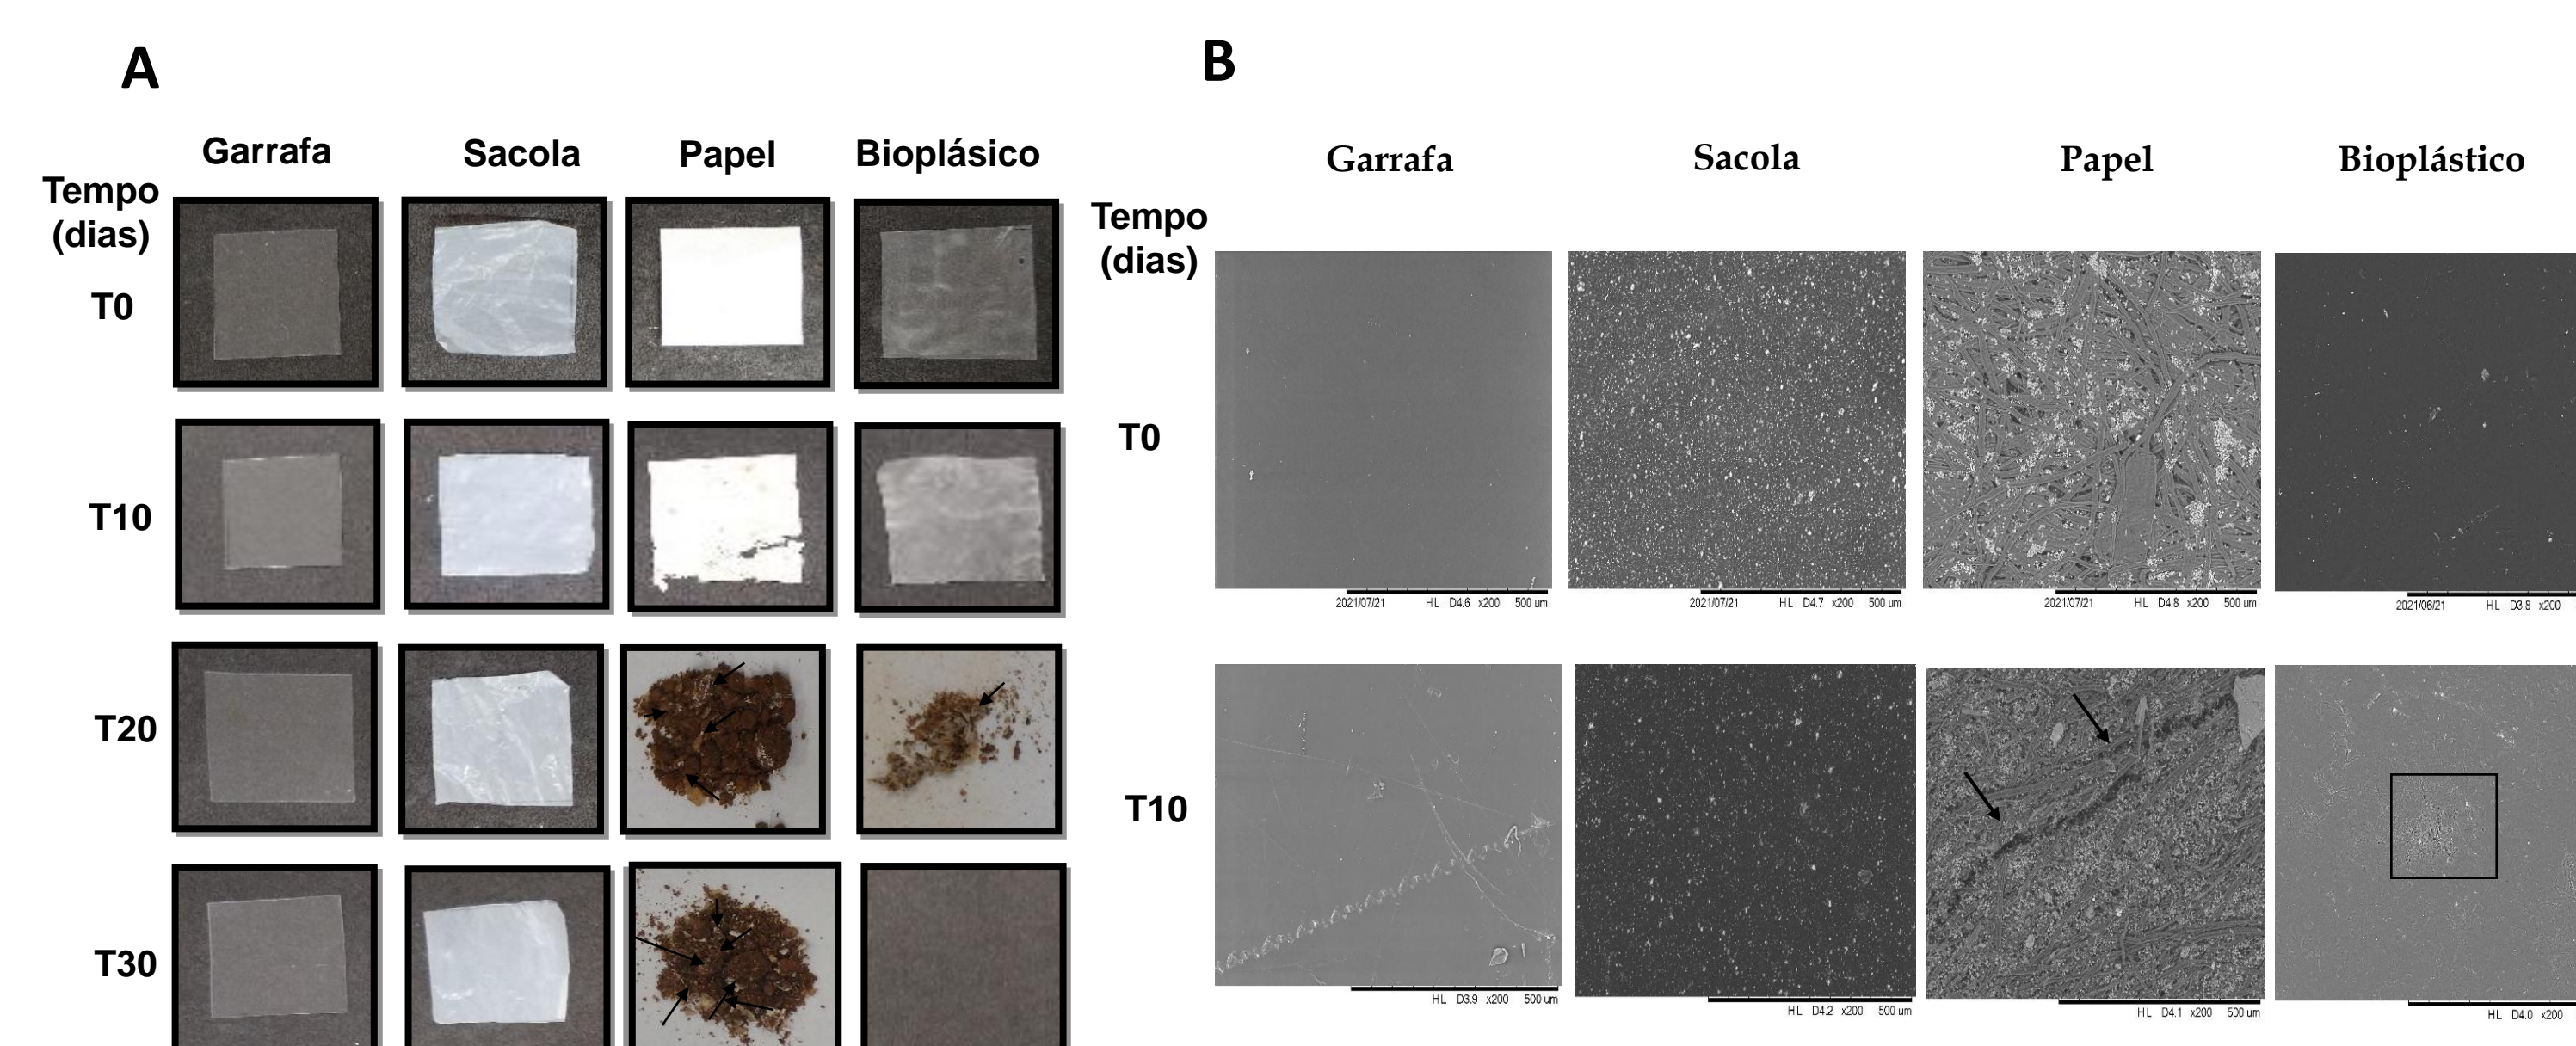 A
Garrafa Sacola Papel Bioplásico
Tempo
(dias)
T0
T10
T20
T30
B
Garrafa Sacola Papel Bioplástico
Tempo
(dias)
T0
2021/07/21 HL D4.6 x200 500 um
2021/07/21 HL D4.7 x200 500 um
2021/07/21 HL D4.8 x200 500 um
2021/06/21 HL D3.8 x200
T10
HL D3.9 x200 500 um
HL D4.2 x200 500 um
HL D4.1 x200 500 um
HL D4.0 x200